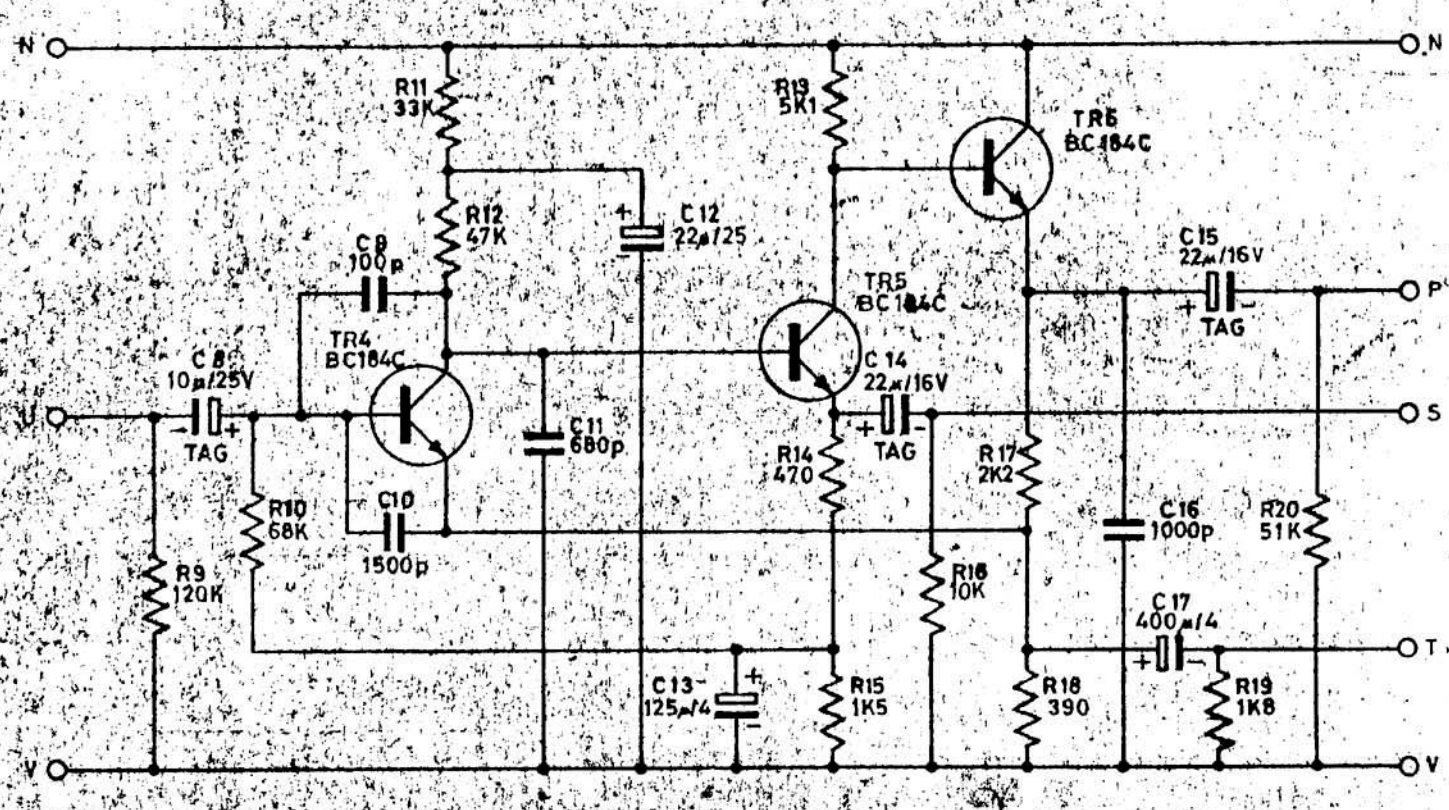 N
N
R11
33K
R13
5K1
TR6
BC184C
R12
47K
C12
22µ/25
C9
100p
C15
22µ/16V
TAG
P
TR5
BC184C
TR4
BC184C
C8
10µ/25V
TAG
C14
22µ/16V
TAG
U
S
C11
680p
R14
470
R17
2K2
C10
1500p
R10
68K
C16
1000p
R20
51K
R9
120K
R16
10K
C17
400µ/4
T
C13
125µ/4
R15
1K5
R18
390
R19
1K8
V
V